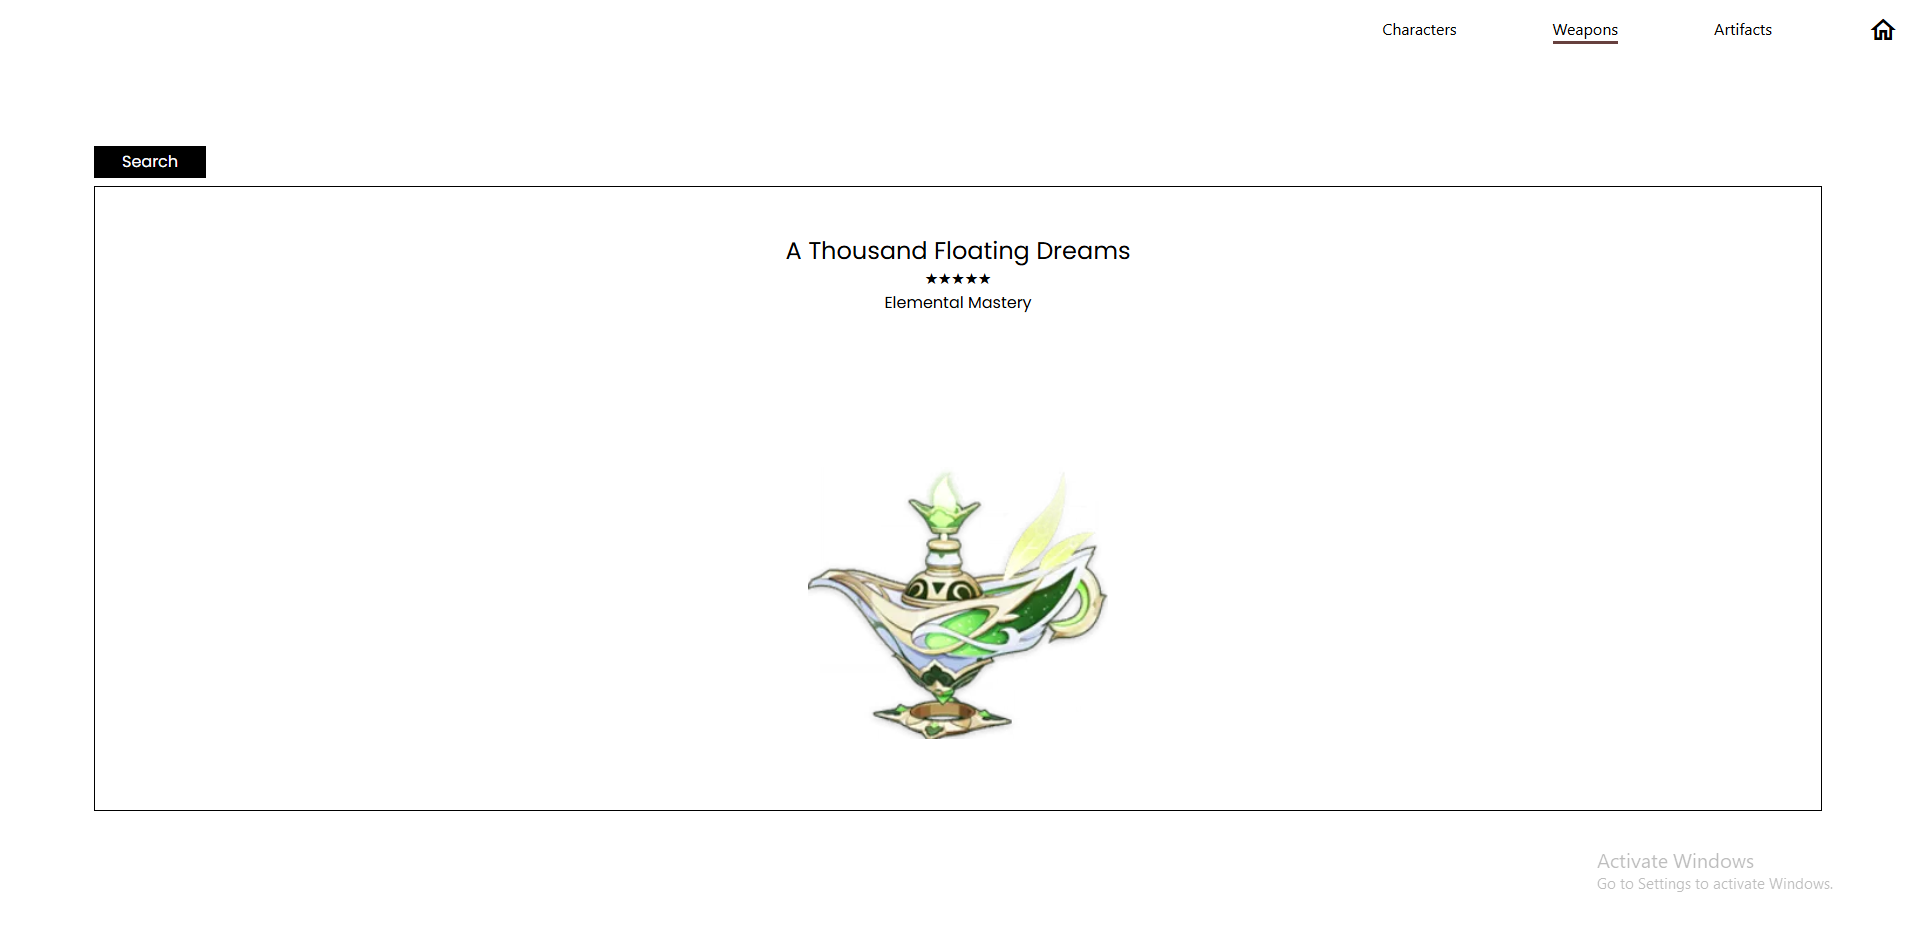 Characters
Weapons
Artifacts
Search
A Thousand Floating Dreams
★★★★★
Elemental Mastery
Activate Windows
Go to Settings to activate Windows.